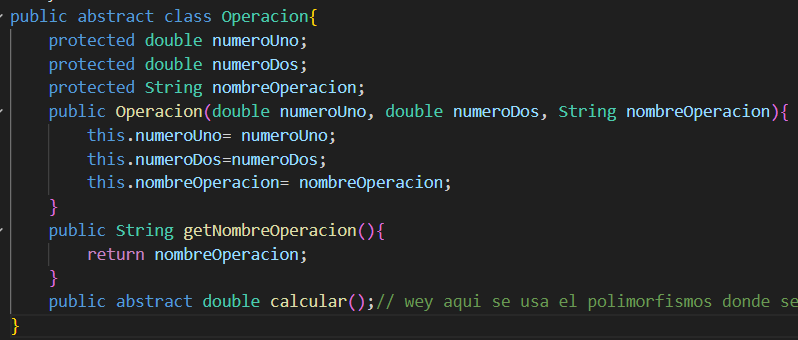 public abstract class Operacion{
protected double numeroUno;
protected double numeroDos;
protected String nombreOperacion;
public Operacion(double numeroUno, double numeroDos, String nombreOperacion){
this.numeroUno= numeroUno;
this.numeroDos=numeroDos;
this.nombreOperacion= nombreOperacion;
}
public String getNombreOperacion(){
return nombreOperacion;
}
public abstract double calcular();// wey aqui se usa el polimorfismos donde se
}